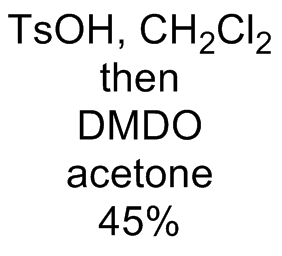 TsOH, CH₂Cl₂
then
DMDO
acetone
45%